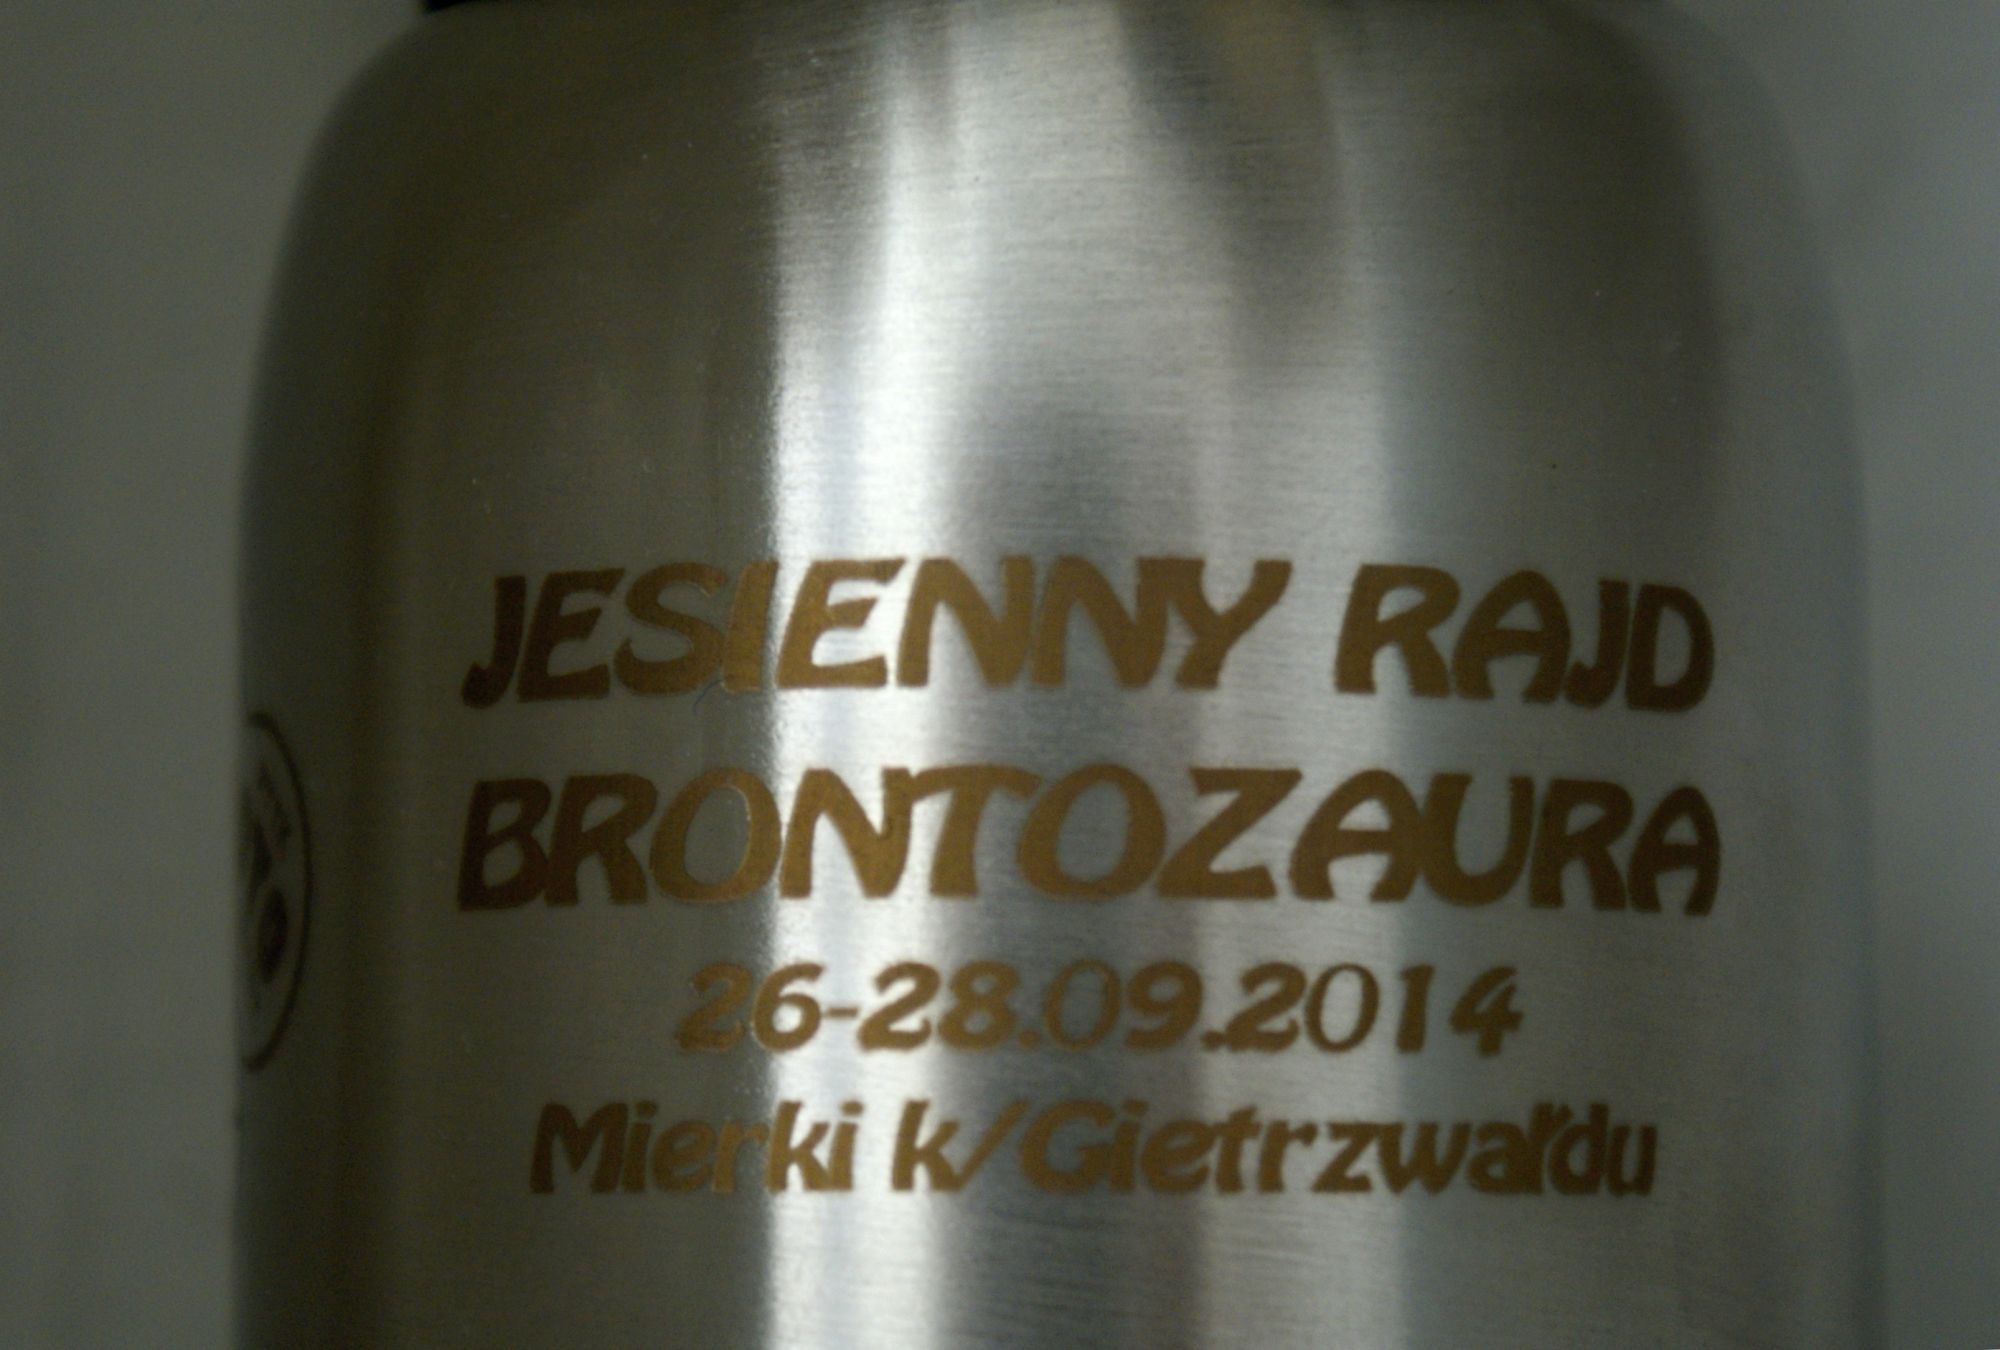 JESIENNY RAJD
BRONTOZAURA
26-28.09.2014
Mierki k/Gietrzwałdu